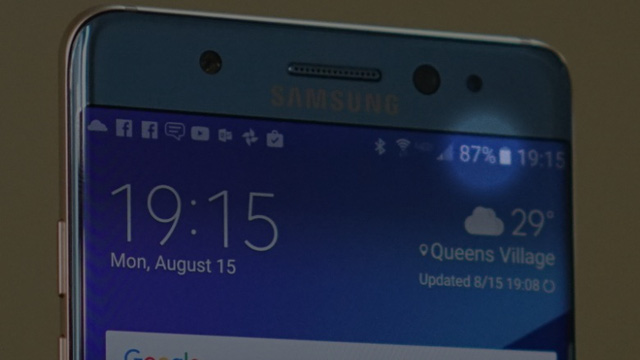 SAMSUNG
87% 19:15
19:15
Mon, August 15
29°
Queens Village
Updated 8/15 19:08
Google